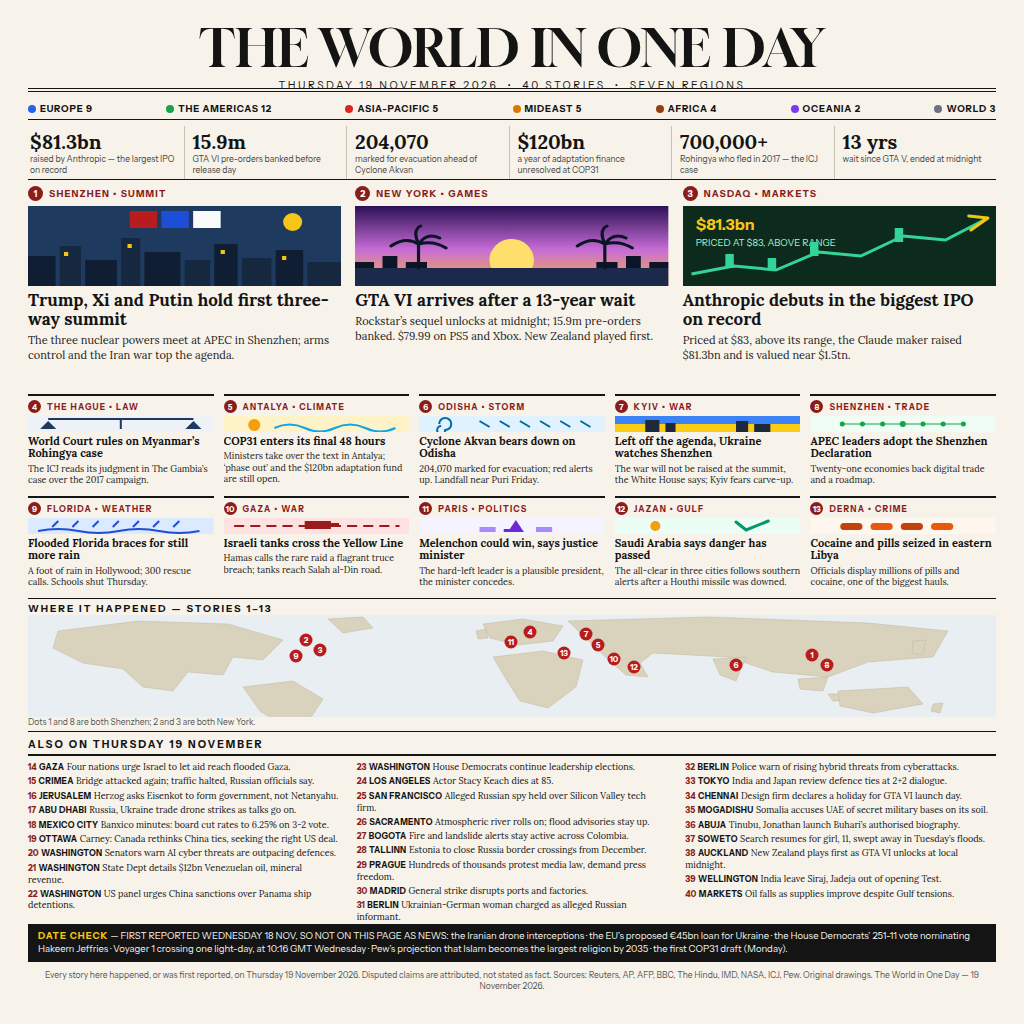 THE WORLD IN ONE DAY
THURSDAY 19 NOVEMBER 2026 • 40 STORIES • SEVEN REGIONS
EUROPE 9
THE AMERICAS 12
ASIA-PACIFIC 5
MIDEAST 5
AFRICA 4
OCEANIA 2
WORLD 3
$81.3bn
raised by Anthropic — the largest IPO
on record
15.9m
GTA VI pre-orders banked before
release day
204,070
marked for evacuation ahead of
Cyclone Akvan
$120bn
a year of adaptation finance
unresolved at COP31
700,000+
Rohingya who fled in 2017 — the ICJ
case
13 yrs
wait since GTA V, ended at midnight
1 SHENZHEN • SUMMIT
Trump, Xi and Putin hold first three-
way summit
The three nuclear powers meet at APEC in Shenzhen; arms
control and the Iran war top the agenda.
2 NEW YORK • GAMES
GTA VI arrives after a 13-year wait
Rockstar's sequel unlocks at midnight; 15.9m pre-orders
banked. $79.99 on PS5 and Xbox. New Zealand played first.
3 NASDAQ • MARKETS
$81.3bn
PRICED AT $83, ABOVE RANGE
Anthropic debuts in the biggest IPO
on record
Priced at $83, above its range, the Claude maker raised
$81.3bn and is valued near $1.5tn.
4 THE HAGUE • LAW
World Court rules on Myanmar's
Rohingya case
The ICJ reads its judgment in The Gambia's
case over the 2017 campaign.
5 ANTALYA • CLIMATE
COP31 enters its final 48 hours
Ministers take over the text in Antalya;
'phase out' and the $120bn adaptation fund
are still open.
6 ODISHA • STORM
Cyclone Akvan bears down on
Odisha
204,070 marked for evacuation; red alerts
up. Landfall near Puri Friday.
7 KYIV • WAR
Left off the agenda, Ukraine
watches Shenzhen
The war will not be raised at the summit,
the White House says; Kyiv fears carve-up.
8 SHENZHEN • TRADE
APEC leaders adopt the Shenzhen
Declaration
Twenty-one economies back digital trade
and a roadmap.
9 FLORIDA • WEATHER
Flooded Florida braces for still
more rain
A foot of rain in Hollywood; 300 rescue
calls. Schools shut Thursday.
10 GAZA • WAR
Israeli tanks cross the Yellow Line
Hamas calls the rare raid a flagrant truce
breach; tanks reach Salah al-Din road.
11 PARIS • POLITICS
Melenchon could win, says justice
minister
The hard-left leader is a plausible president,
the minister concedes.
12 JAZAN • GULF
Saudi Arabia says danger has
passed
The all-clear in three cities follows southern
alerts after a Houthi missile was downed.
13 DERNA • CRIME
Cocaine and pills seized in eastern
Libya
Officials display millions of pills and
cocaine, one of the biggest hauls.
WHERE IT HAPPENED — STORIES 1–13
2
3
9
4
11
13
7
5
10
12
6
1
8
Dots 1 and 8 are both Shenzhen; 2 and 3 are both New York.
ALSO ON THURSDAY 19 NOVEMBER
14 GAZA Four nations urge Israel to let aid reach flooded Gaza.
15 CRIMEA Bridge attacked again; traffic halted, Russian officials say.
16 JERUSALEM Herzog asks Eisenkot to form government, not Netanyahu.
17 ABU DHABI Russia, Ukraine trade drone strikes as talks go on.
18 MEXICO CITY Banxico minutes: board cut rates to 6.25% on 3-2 vote.
19 OTTAWA Carney: Canada rethinks China ties, seeking the right US deal.
20 WASHINGTON Senators warn AI cyber threats are outpacing defences.
21 WASHINGTON State Dept details $12bn Venezuelan oil, mineral
revenue.
22 WASHINGTON US panel urges China sanctions over Panama ship
detentions.
23 WASHINGTON House Democrats continue leadership elections.
24 LOS ANGELES Actor Stacy Keach dies at 85.
25 SAN FRANCISCO Alleged Russian spy held over Silicon Valley tech
firm.
26 SACRAMENTO Atmospheric river rolls on; flood advisories stay up.
27 BOGOTA Fire and landslide alerts stay active across Colombia.
28 TALLINN Estonia to close Russia border crossings from December.
29 PRAGUE Hundreds of thousands protest media law, demand press
freedom.
30 MADRID General strike disrupts ports and factories.
31 BERLIN Ukrainian-German woman charged as alleged Russian
informant.
32 BERLIN Police warn of rising hybrid threats from cyberattacks.
33 TOKYO India and Japan review defence ties at 2+2 dialogue.
34 CHENNAI Design firm declares a holiday for GTA VI launch day.
35 MOGADISHU Somalia accuses UAE of secret military bases on its soil.
36 ABUJA Tinubu, Jonathan launch Buhari's authorised biography.
37 SOWETO Search resumes for girl, 11, swept away in Tuesday's floods.
38 AUCKLAND New Zealand plays first as GTA VI unlocks at local
midnight.
39 WELLINGTON India leave Siraj, Jadeja out of opening Test.
40 MARKETS Oil falls as supplies improve despite Gulf tensions.
DATE CHECK — FIRST REPORTED WEDNESDAY 18 NOV, SO NOT ON THIS PAGE AS NEWS: the Iranian drone interceptions · the EU's proposed €45bn loan for Ukraine · the House Democrats' 251-11 vote nominating
Hakeem Jeffries · Voyager 1 crossing one light-day, at 10:16 GMT Wednesday · Pew's projection that Islam becomes the largest religion by 2035 · the first COP31 draft (Monday).
Every story here happened, or was first reported, on Thursday 19 November 2026. Disputed claims are attributed, not stated as fact. Sources: Reuters, AP, AFP, BBC, The Hindu, IMD, NASA, ICJ, Pew. Original drawings. The World in One Day — 19
November 2026.